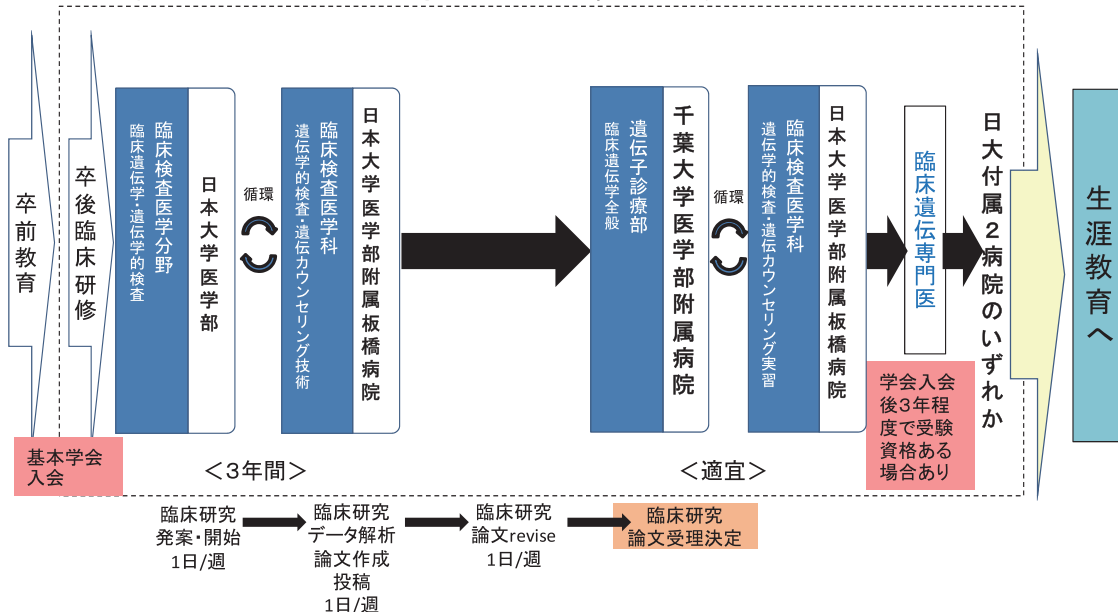 卒前教育
卒後臨床研修
基本学会
入会
臨床検査医学分野
臨床遺伝学・遺伝学的検査
日本大学医学部
循環
臨床検査医学科
遺伝学的検査・遺伝カウンセリング技術
日本大学医学部附属板橋病院
＜3年間＞
遺伝子診療部
臨床遺伝学全般
千葉大学医学部附属病院
循環
臨床検査医学科
遺伝学的検査・遺伝カウンセリング実習
日本大学医学部附属板橋病院
＜適宜＞
臨床遺伝専門医
学会入会
後3年程
度で受験
資格ある
場合あり
日大付属２病院のいずれか
生涯教育へ
臨床研究
発案・開始
1日/週
臨床研究
データ解析
論文作成
投稿
1日/週
臨床研究
論文revise
1日/週
臨床研究
論文受理決定